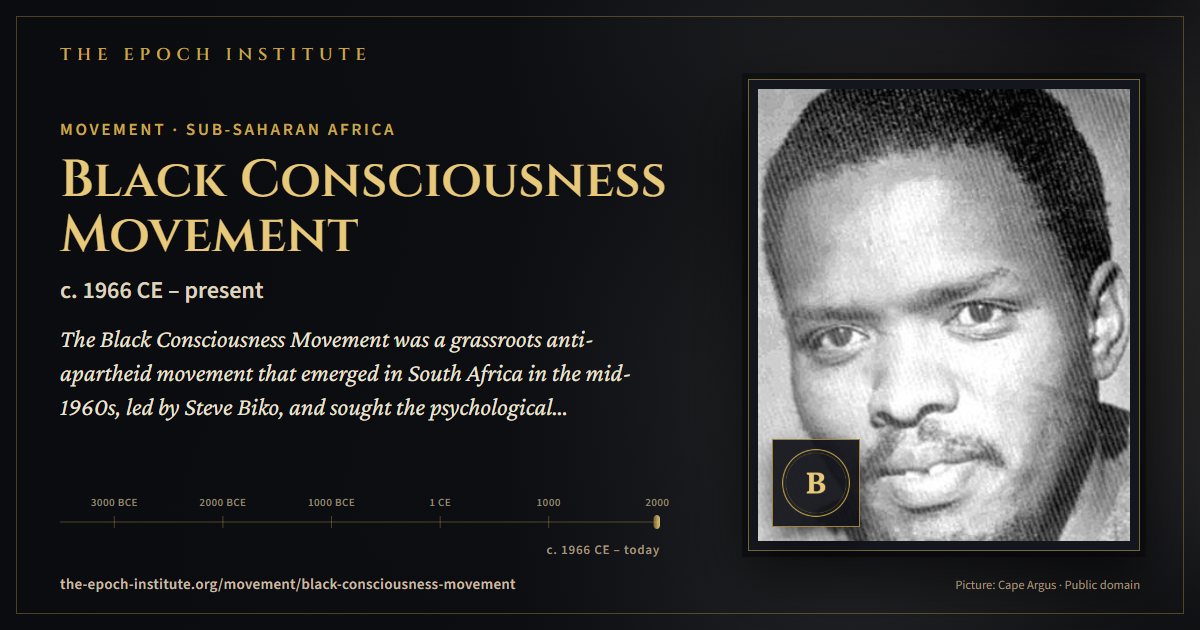 THE EPOCH INSTITUTE
MOVEMENT · SUB-SAHARAN AFRICA
BLACK CONSCIOUSNESS
MOVEMENT
c. 1966 CE – present
The Black Consciousness Movement was a grassroots anti-
apartheid movement that emerged in South Africa in the mid-
1960s, led by Steve Biko, and sought the psychological...
3000 BCE 2000 BCE 1000 BCE 1 CE 1000 2000
c. 1966 CE – today
the-epoch-institute.org/movement/black-consciousness-movement
B
Picture: Cape Argus · Public domain